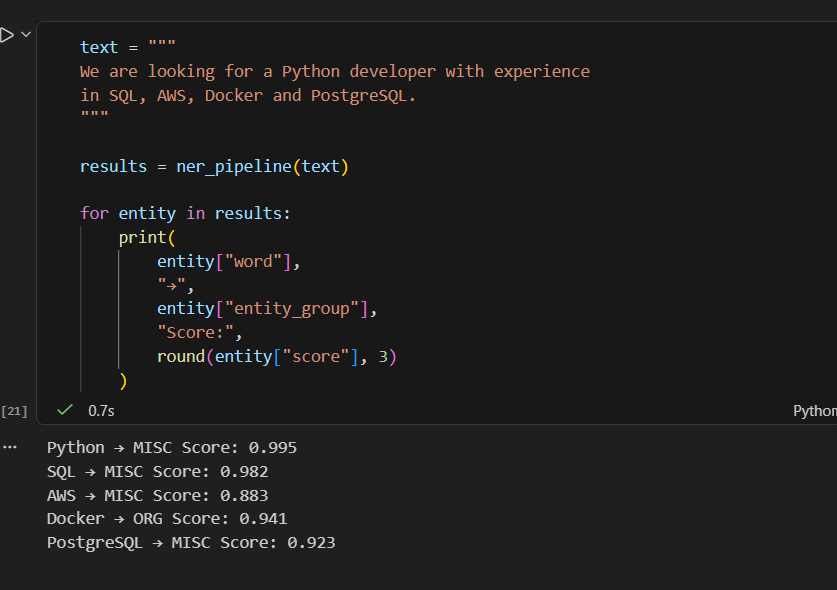 text = """
We are looking for a Python developer with experience
in SQL, AWS, Docker and PostgreSQL.
"""
results = ner_pipeline(text)
for entity in results:
    print(
        entity["word"],
        "→",
        entity["entity_group"],
        "Score:",
        round(entity["score"], 3)
    )
[21]
0.7s
Python
Python → MISC Score: 0.995
SQL → MISC Score: 0.982
AWS → MISC Score: 0.883
Docker → ORG Score: 0.941
PostgreSQL → MISC Score: 0.923